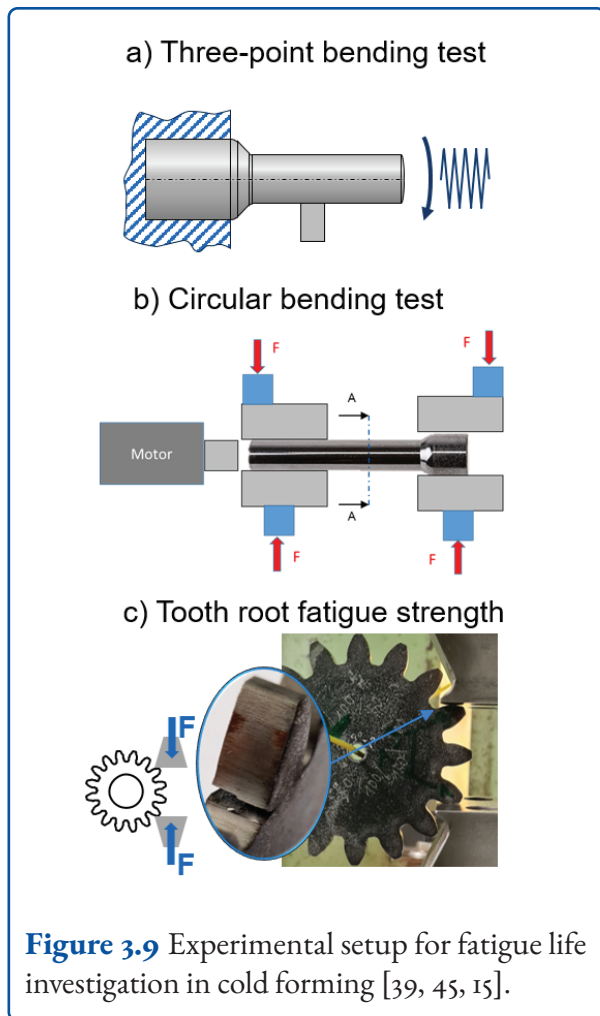 a) Three-point bending test
b) Circular bending test
F
F
A
Motor
A
F
F
c) Tooth root fatigue strength
F
F
Figure 3.9 Experimental setup for fatigue life
investigation in cold forming [39, 45, 15].